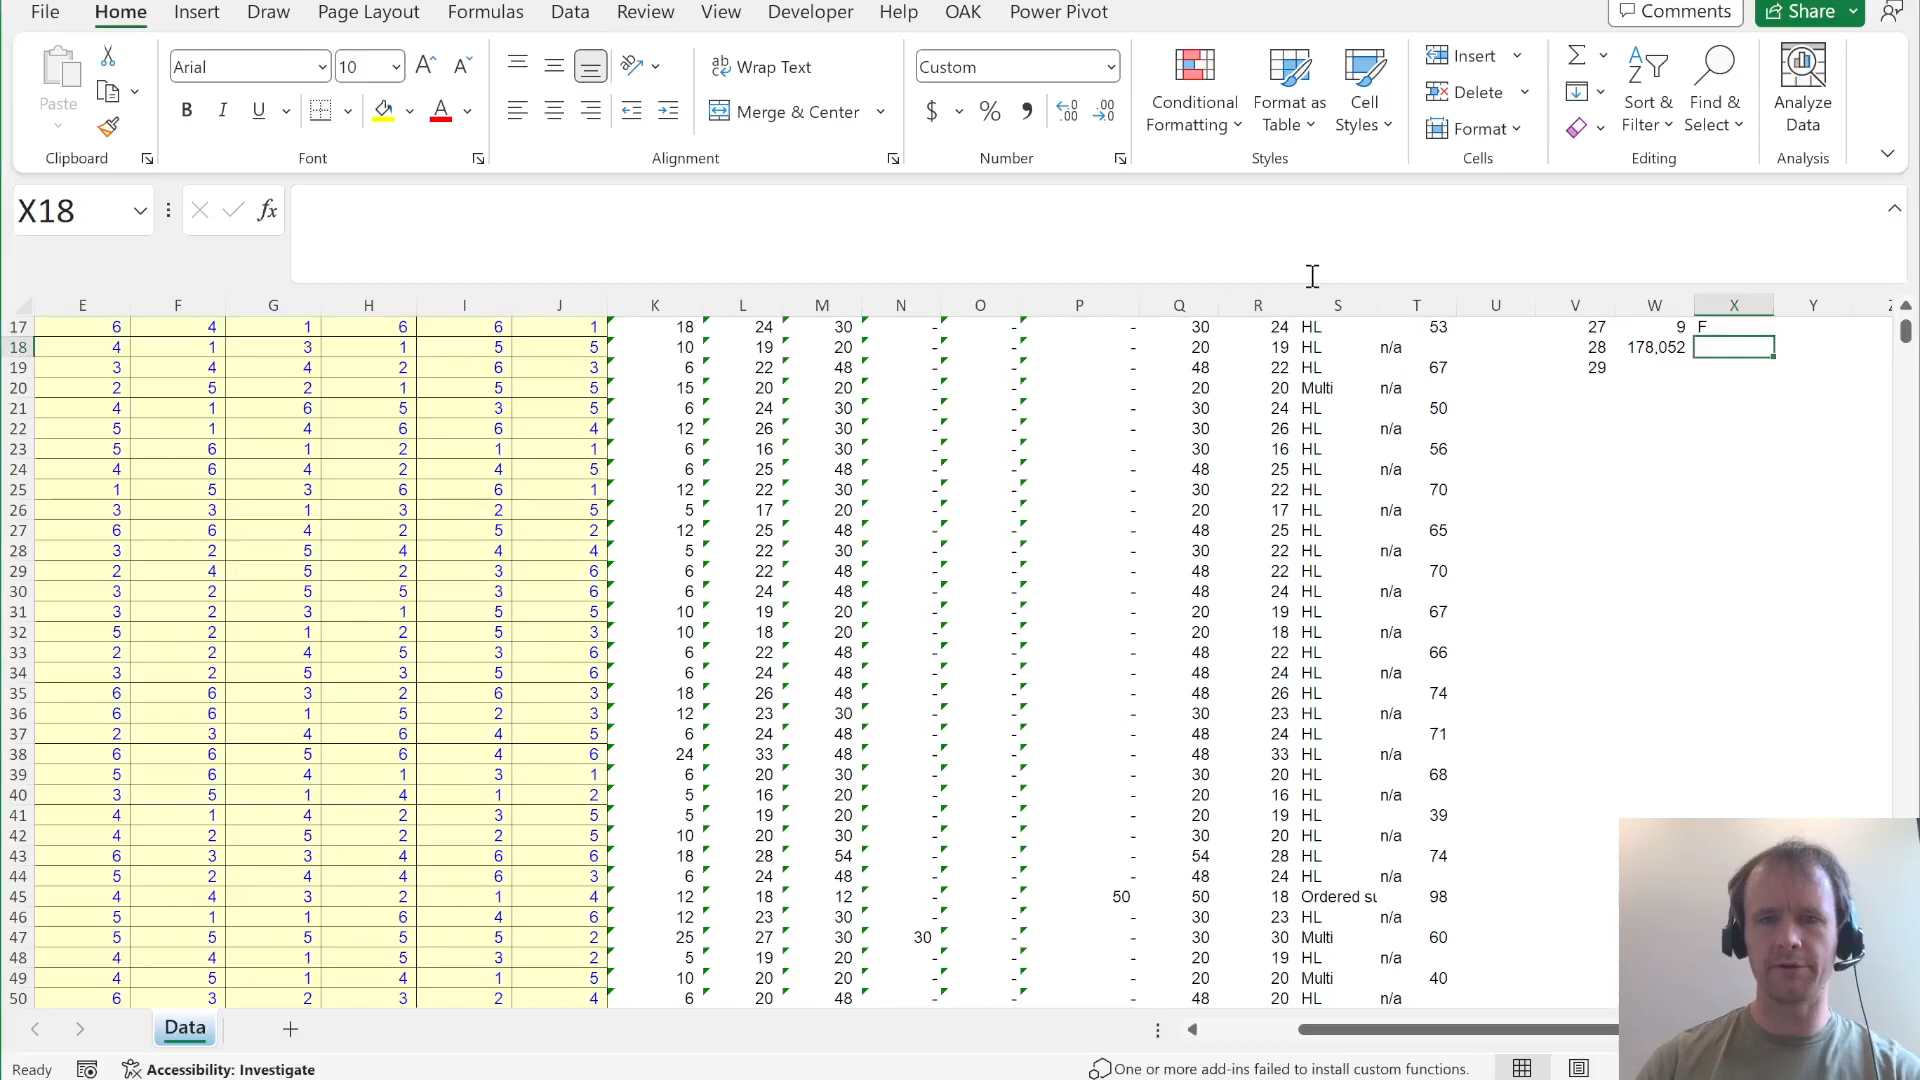 File Home Insert Draw Page Layout Formulas Data Review View Developer Help OAK Power Pivot Comments Share
Arial 10 Wrap Text Custom Insert
Paste B I U A Merge & Center $ % Conditional Formatting Format as Table Cell Styles Delete Sort & Filter Find & Select Analyze Data
Format
Clipboard Font Alignment Number Styles Cells Editing Analysis
X18 fx
E F G H I J K L M N O P Q R S T U V W X Y Z
17 6 4 1 6 6 1 18 24 30 - - - 30 24 HL 53 27 9 F
18 4 1 3 1 5 5 10 19 20 - - - 20 19 HL n/a 28 178,052
19 3 4 4 2 6 3 6 22 48 - - - 48 22 HL 67 29
20 2 5 2 1 5 5 15 20 20 - - - 20 20 Multi n/a
21 4 1 6 5 3 5 6 24 30 - - - 30 24 HL 50
22 5 1 4 6 6 4 12 26 30 - - - 30 26 HL n/a
23 5 6 1 2 1 1 6 16 30 - - - 30 16 HL 56
24 4 6 4 2 4 5 6 25 48 - - - 48 25 HL n/a
25 1 5 3 6 6 1 12 22 30 - - - 30 22 HL 70
26 3 3 1 3 2 5 5 17 20 - - - 20 17 HL n/a
27 6 6 4 2 5 2 12 25 48 - - - 48 25 HL 65
28 3 2 5 4 4 4 5 22 30 - - - 30 22 HL n/a
29 2 4 5 2 3 6 6 22 48 - - - 48 22 HL 70
30 3 2 5 5 3 6 6 24 48 - - - 48 24 HL n/a
31 3 2 3 1 5 5 10 19 20 - - - 20 19 HL 67
32 5 2 1 2 5 3 10 18 20 - - - 20 18 HL n/a
33 2 2 4 5 3 6 6 22 48 - - - 48 22 HL 66
34 3 2 5 3 5 6 6 24 48 - - - 48 24 HL n/a
35 6 6 3 2 6 3 18 26 48 - - - 48 26 HL 74
36 6 6 1 5 2 3 12 23 30 - - - 30 23 HL n/a
37 2 3 4 6 4 5 6 24 48 - - - 48 24 HL 71
38 6 6 5 6 4 6 24 33 48 - - - 48 33 HL n/a
39 5 6 4 1 3 1 6 20 30 - - - 30 20 HL 68
40 3 5 1 4 1 2 5 16 20 - - - 20 16 HL n/a
41 4 1 4 2 3 5 5 19 20 - - - 20 19 HL 39
42 4 2 5 2 2 5 10 20 30 - - - 30 20 HL n/a
43 6 3 3 4 6 6 18 28 54 - - - 54 28 HL 74
44 5 2 4 4 6 3 6 24 48 - - - 48 24 HL n/a
45 4 4 3 2 1 4 12 18 12 - - 50 50 18 Ordered su 98
46 5 1 1 6 4 6 12 23 30 - - - 30 23 HL n/a
47 5 5 5 5 5 2 25 27 30 30 - - 30 30 Multi 60
48 4 4 1 5 3 2 5 19 20 - - - 20 19 HL n/a
49 4 5 1 4 1 5 10 20 20 - - - 20 20 Multi 40
50 6 3 2 3 2 4 6 20 48 - - - 48 20 HL n/a
Data
Ready Accessibility: Investigate One or more add-ins failed to install custom functions.